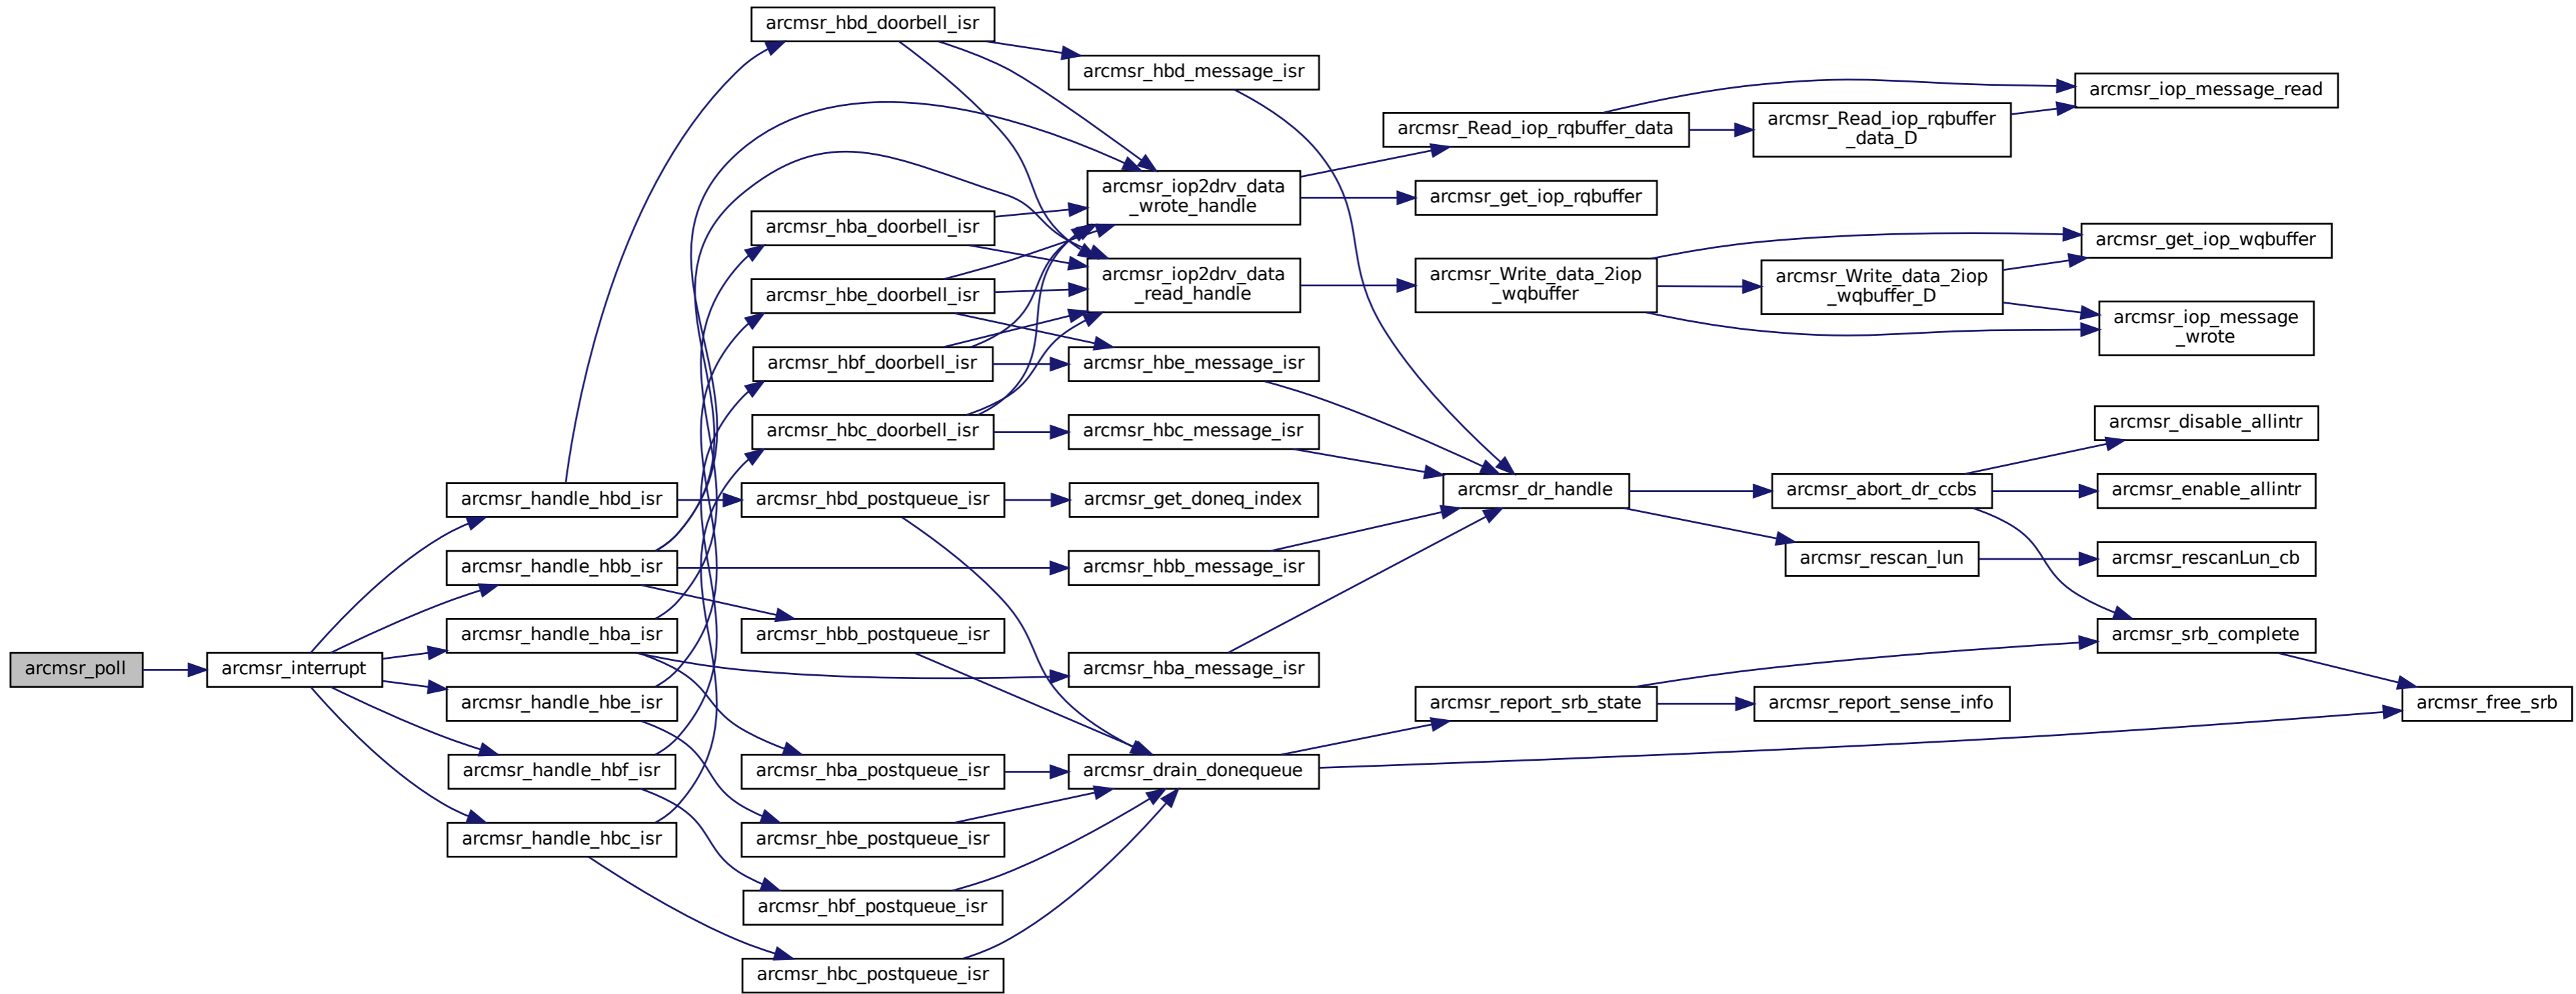 arcmsr_poll
arcmsr_interrupt
arcmsr_handle_hbd_isr
arcmsr_handle_hbb_isr
arcmsr_handle_hba_isr
arcmsr_handle_hbe_isr
arcmsr_handle_hbf_isr
arcmsr_handle_hbc_isr
arcmsr_hbd_doorbell_isr
arcmsr_hba_doorbell_isr
arcmsr_hbe_doorbell_isr
arcmsr_hbf_doorbell_isr
arcmsr_hbc_doorbell_isr
arcmsr_hbd_postqueue_isr
arcmsr_hbb_postqueue_isr
arcmsr_hba_postqueue_isr
arcmsr_hbe_postqueue_isr
arcmsr_hbf_postqueue_isr
arcmsr_hbc_postqueue_isr
arcmsr_hbd_message_isr
arcmsr_iop2drv_data
_wrote_handle
arcmsr_iop2drv_data
_read_handle
arcmsr_hbe_message_isr
arcmsr_hbc_message_isr
arcmsr_get_doneq_index
arcmsr_hbb_message_isr
arcmsr_hba_message_isr
arcmsr_drain_donequeue
arcmsr_Read_iop_rqbuffer_data
arcmsr_get_iop_rqbuffer
arcmsr_Write_data_2iop
_wqbuffer
arcmsr_dr_handle
arcmsr_report_srb_state
arcmsr_Read_iop_rqbuffer
_data_D
arcmsr_Write_data_2iop
_wqbuffer_D
arcmsr_abort_dr_ccbs
arcmsr_rescan_lun
arcmsr_report_sense_info
arcmsr_iop_message_read
arcmsr_get_iop_wqbuffer
arcmsr_iop_message
_wrote
arcmsr_disable_allintr
arcmsr_enable_allintr
arcmsr_rescanLun_cb
arcmsr_srb_complete
arcmsr_free_srb